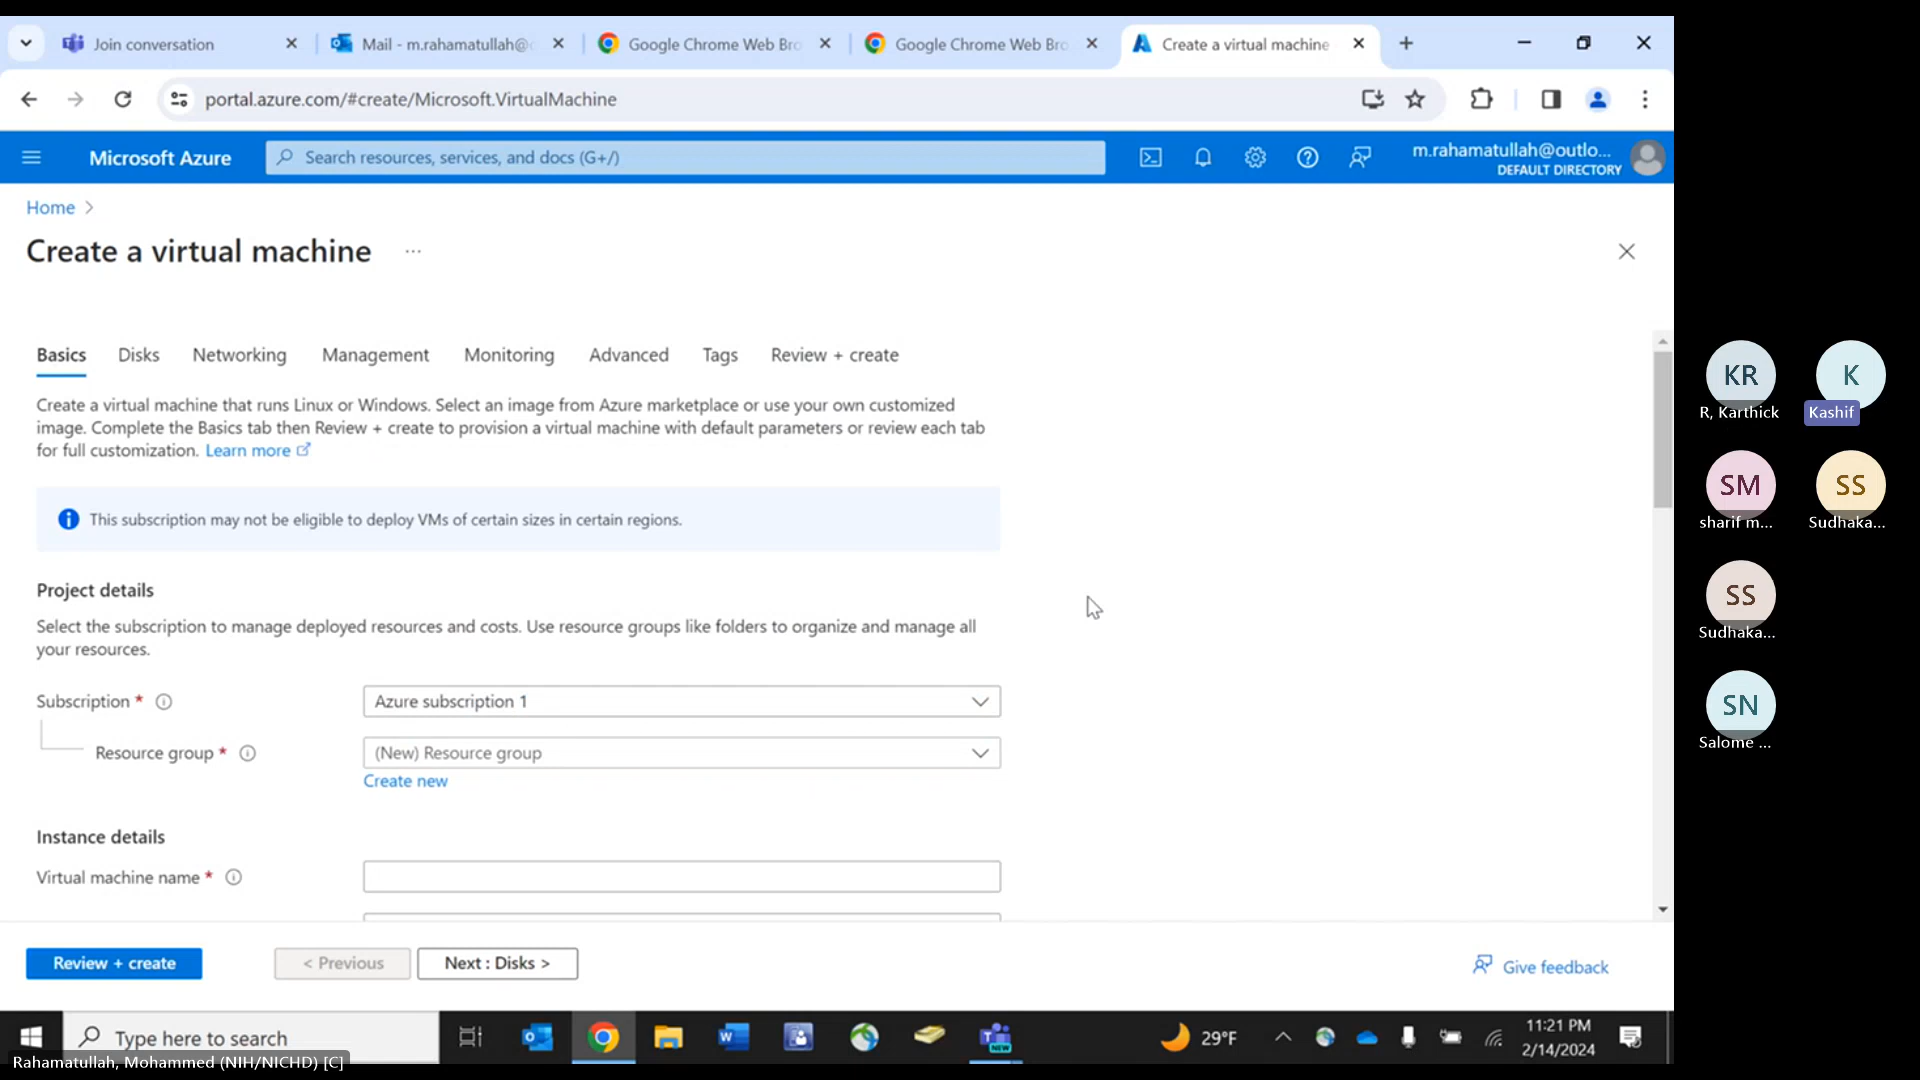 Join conversation
Mail - m.rahamatullah@
Google Chrome Web Bro
Google Chrome Web Bro
Create a virtual machine
portal.azure.com/#create/Microsoft.VirtualMachine
Microsoft Azure
Search resources, services, and docs (G+/)
m.rahamatullah@outlo...
DEFAULT DIRECTORY
Home >
Create a virtual machine ...
Basics Disks Networking Management Monitoring Advanced Tags Review + create
Create a virtual machine that runs Linux or Windows. Select an image from Azure marketplace or use your own customized
image. Complete the Basics tab then Review + create to provision a virtual machine with default parameters or review each tab
for full customization. Learn more
This subscription may not be eligible to deploy VMs of certain sizes in certain regions.
Project details
Select the subscription to manage deployed resources and costs. Use resource groups like folders to organize and manage all
your resources.
Subscription *
Azure subscription 1
Resource group *
(New) Resource group
Create new
Instance details
Virtual machine name *
Review + create
< Previous
Next : Disks >
Give feedback
Type here to search
29°F
11:21 PM
2/14/2024
Rahamatullah, Mohammed (NIH/NICHD) [C]
KR
R, Karthick
K
Kashif
SM
sharif m...
SS
Sudhaka...
SS
Sudhaka...
SN
Salome ...